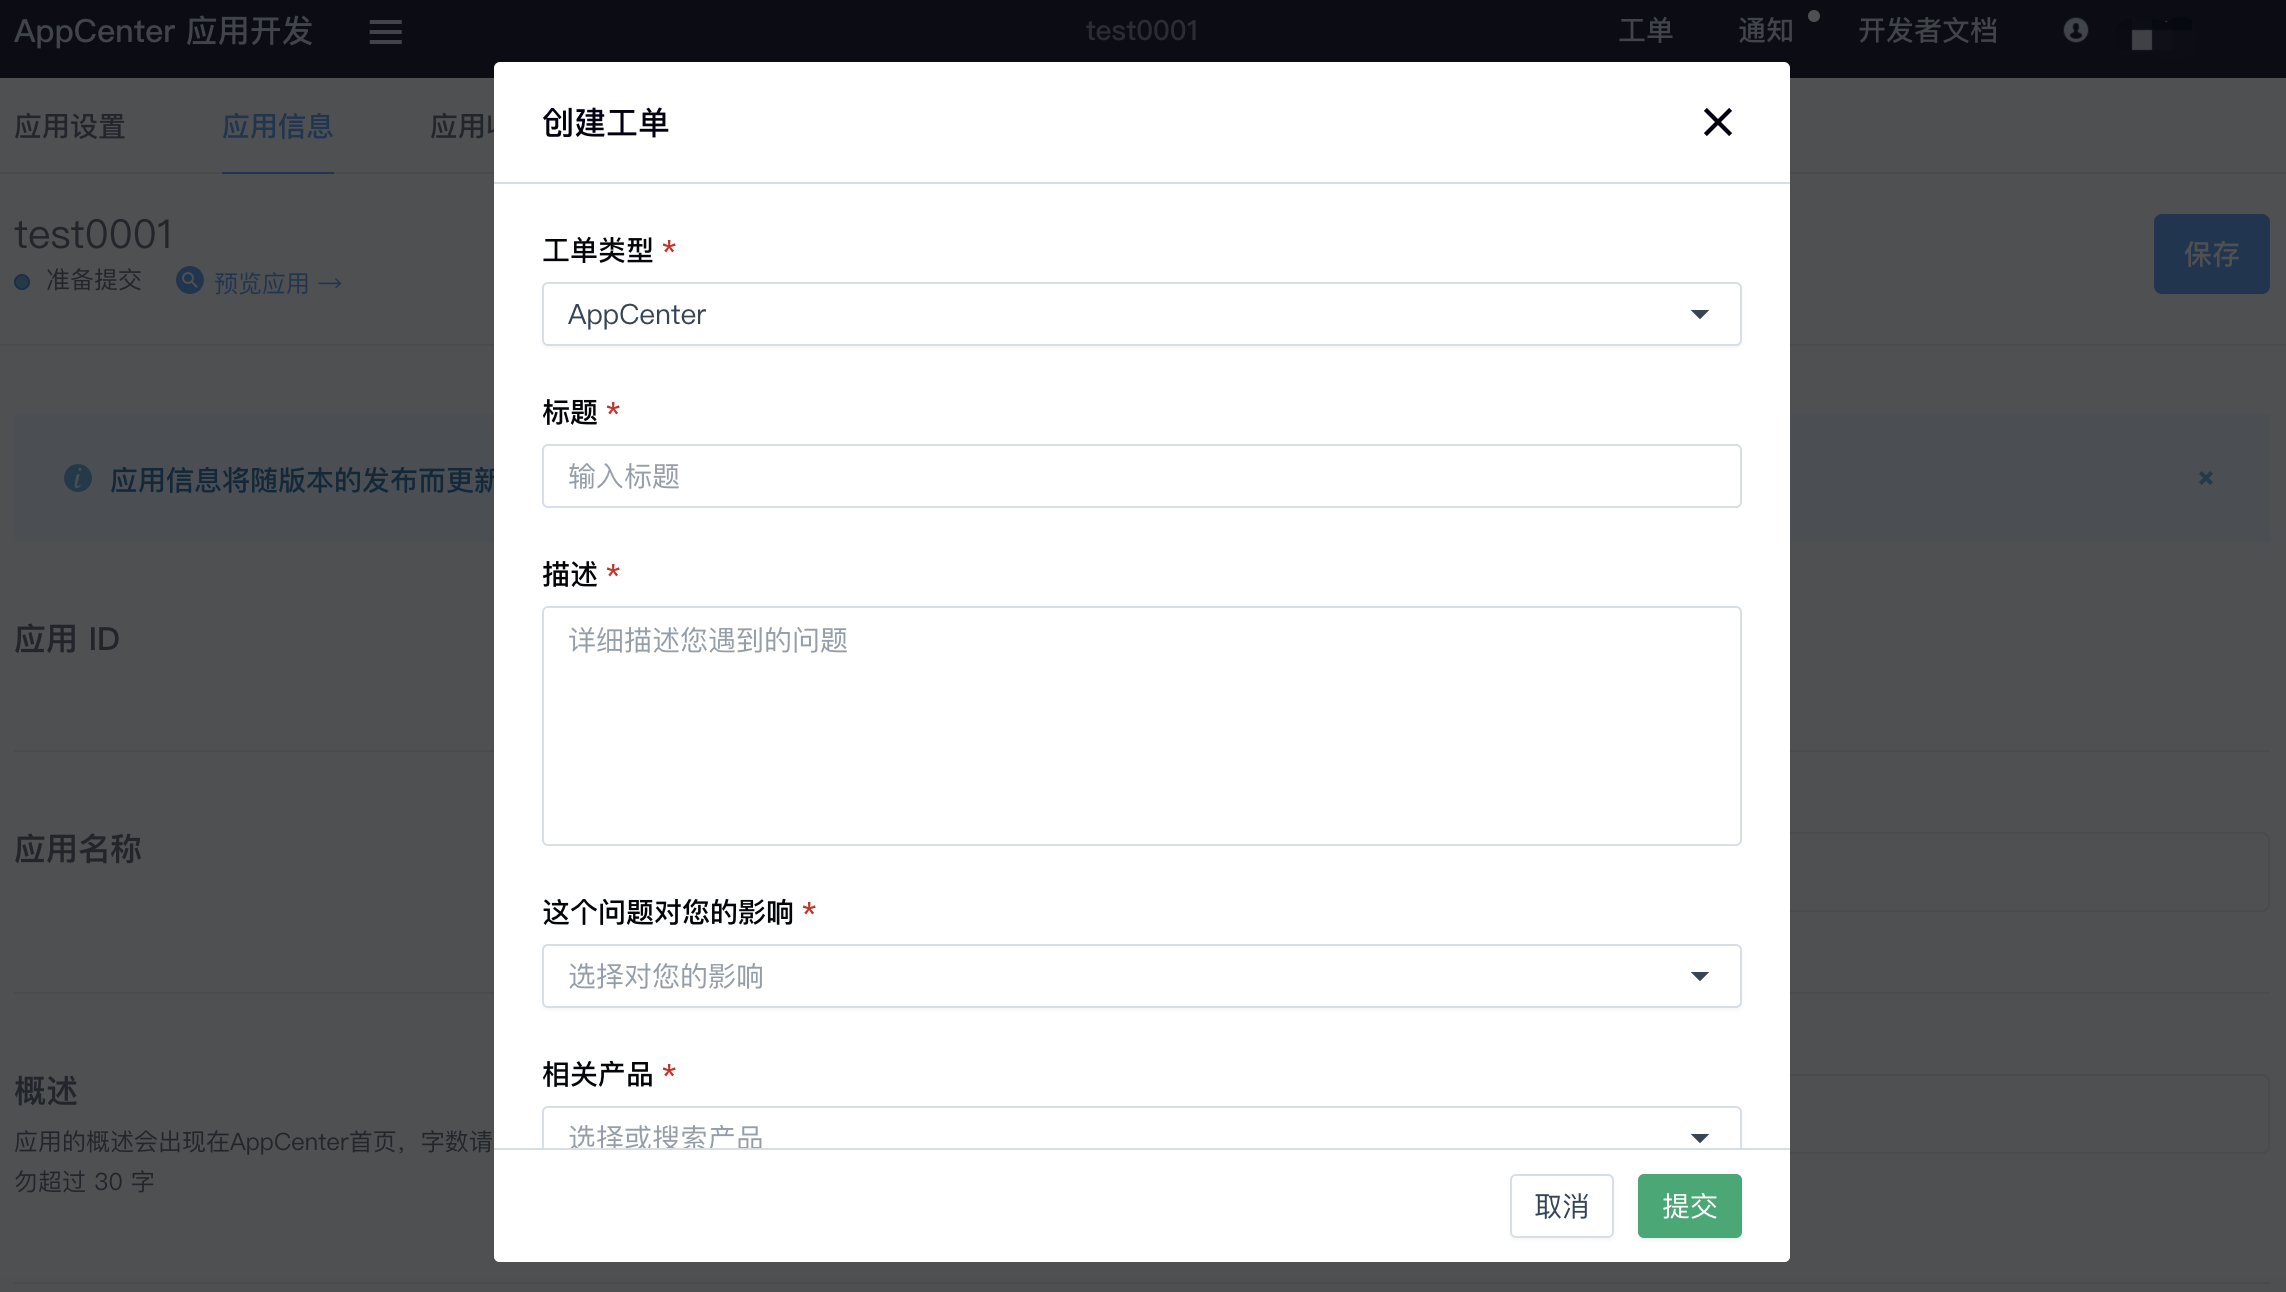 AppCenter 应用开发
test0001
工单
通知
开发者文档
应用设置
应用信息
应用
test0001
准备提交
预览应用 →
保存
应用信息将随版本的发布而更新
应用 ID
应用名称
概述
应用的概述会出现在AppCenter首页，字数请
勿超过 30 字
创建工单
工单类型 *
AppCenter
标题 *
输入标题
描述 *
详细描述您遇到的问题
这个问题对您的影响 *
选择对您的影响
相关产品 *
选择或搜索产品
取消
提交